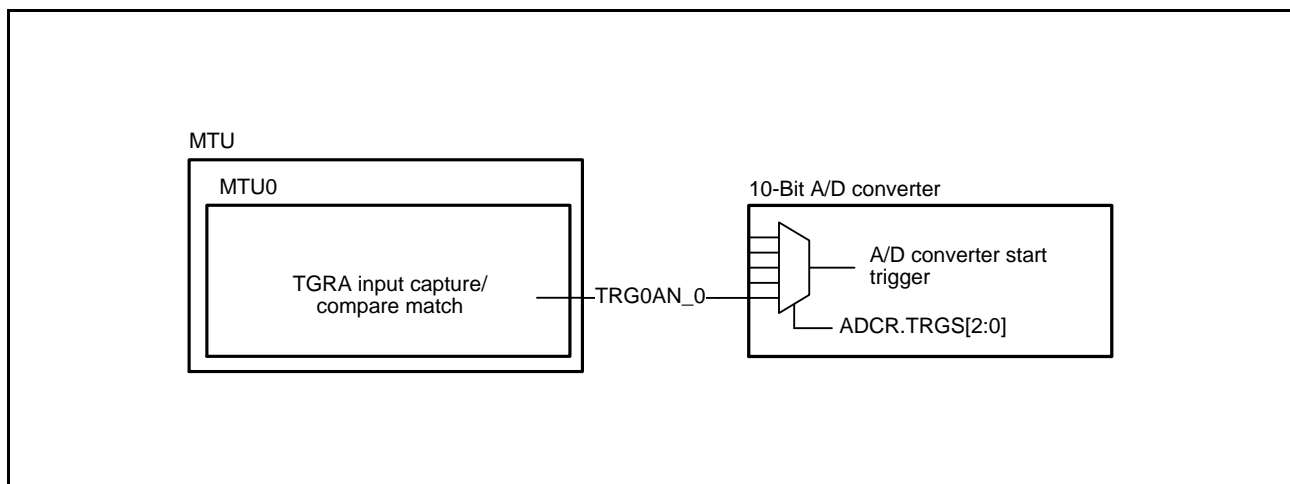 MTU
MTU0
10-Bit A/D converter
TGRA input capture/
compare match
TRG0AN_0
A/D converter start
trigger
ADCR.TRGS[2:0]